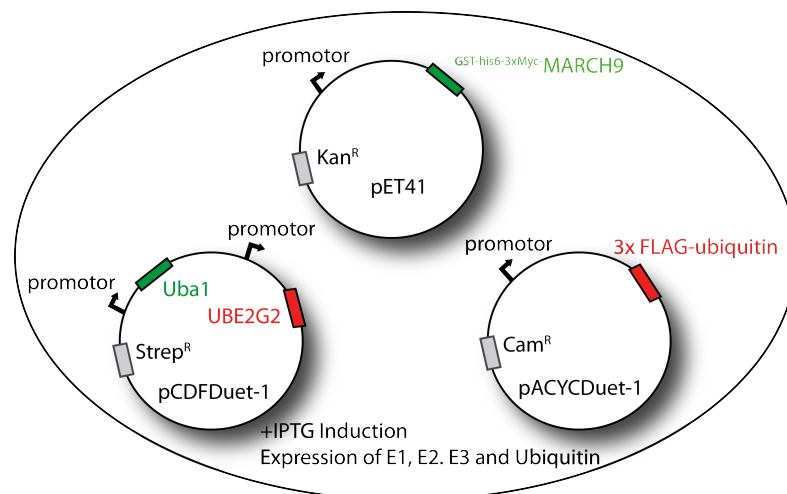 promotor
GST-his6-3xMyc-MARCH9
Kanᴿ
pET41
promotor
promotor
Uba1
UBE2G2
Strepᴿ
pCDFDuet-1
promotor
3x FLAG-ubiquitin
Camᴿ
pACYCDuet-1
+IPTG Induction
Expression of E1, E2. E3 and Ubiquitin